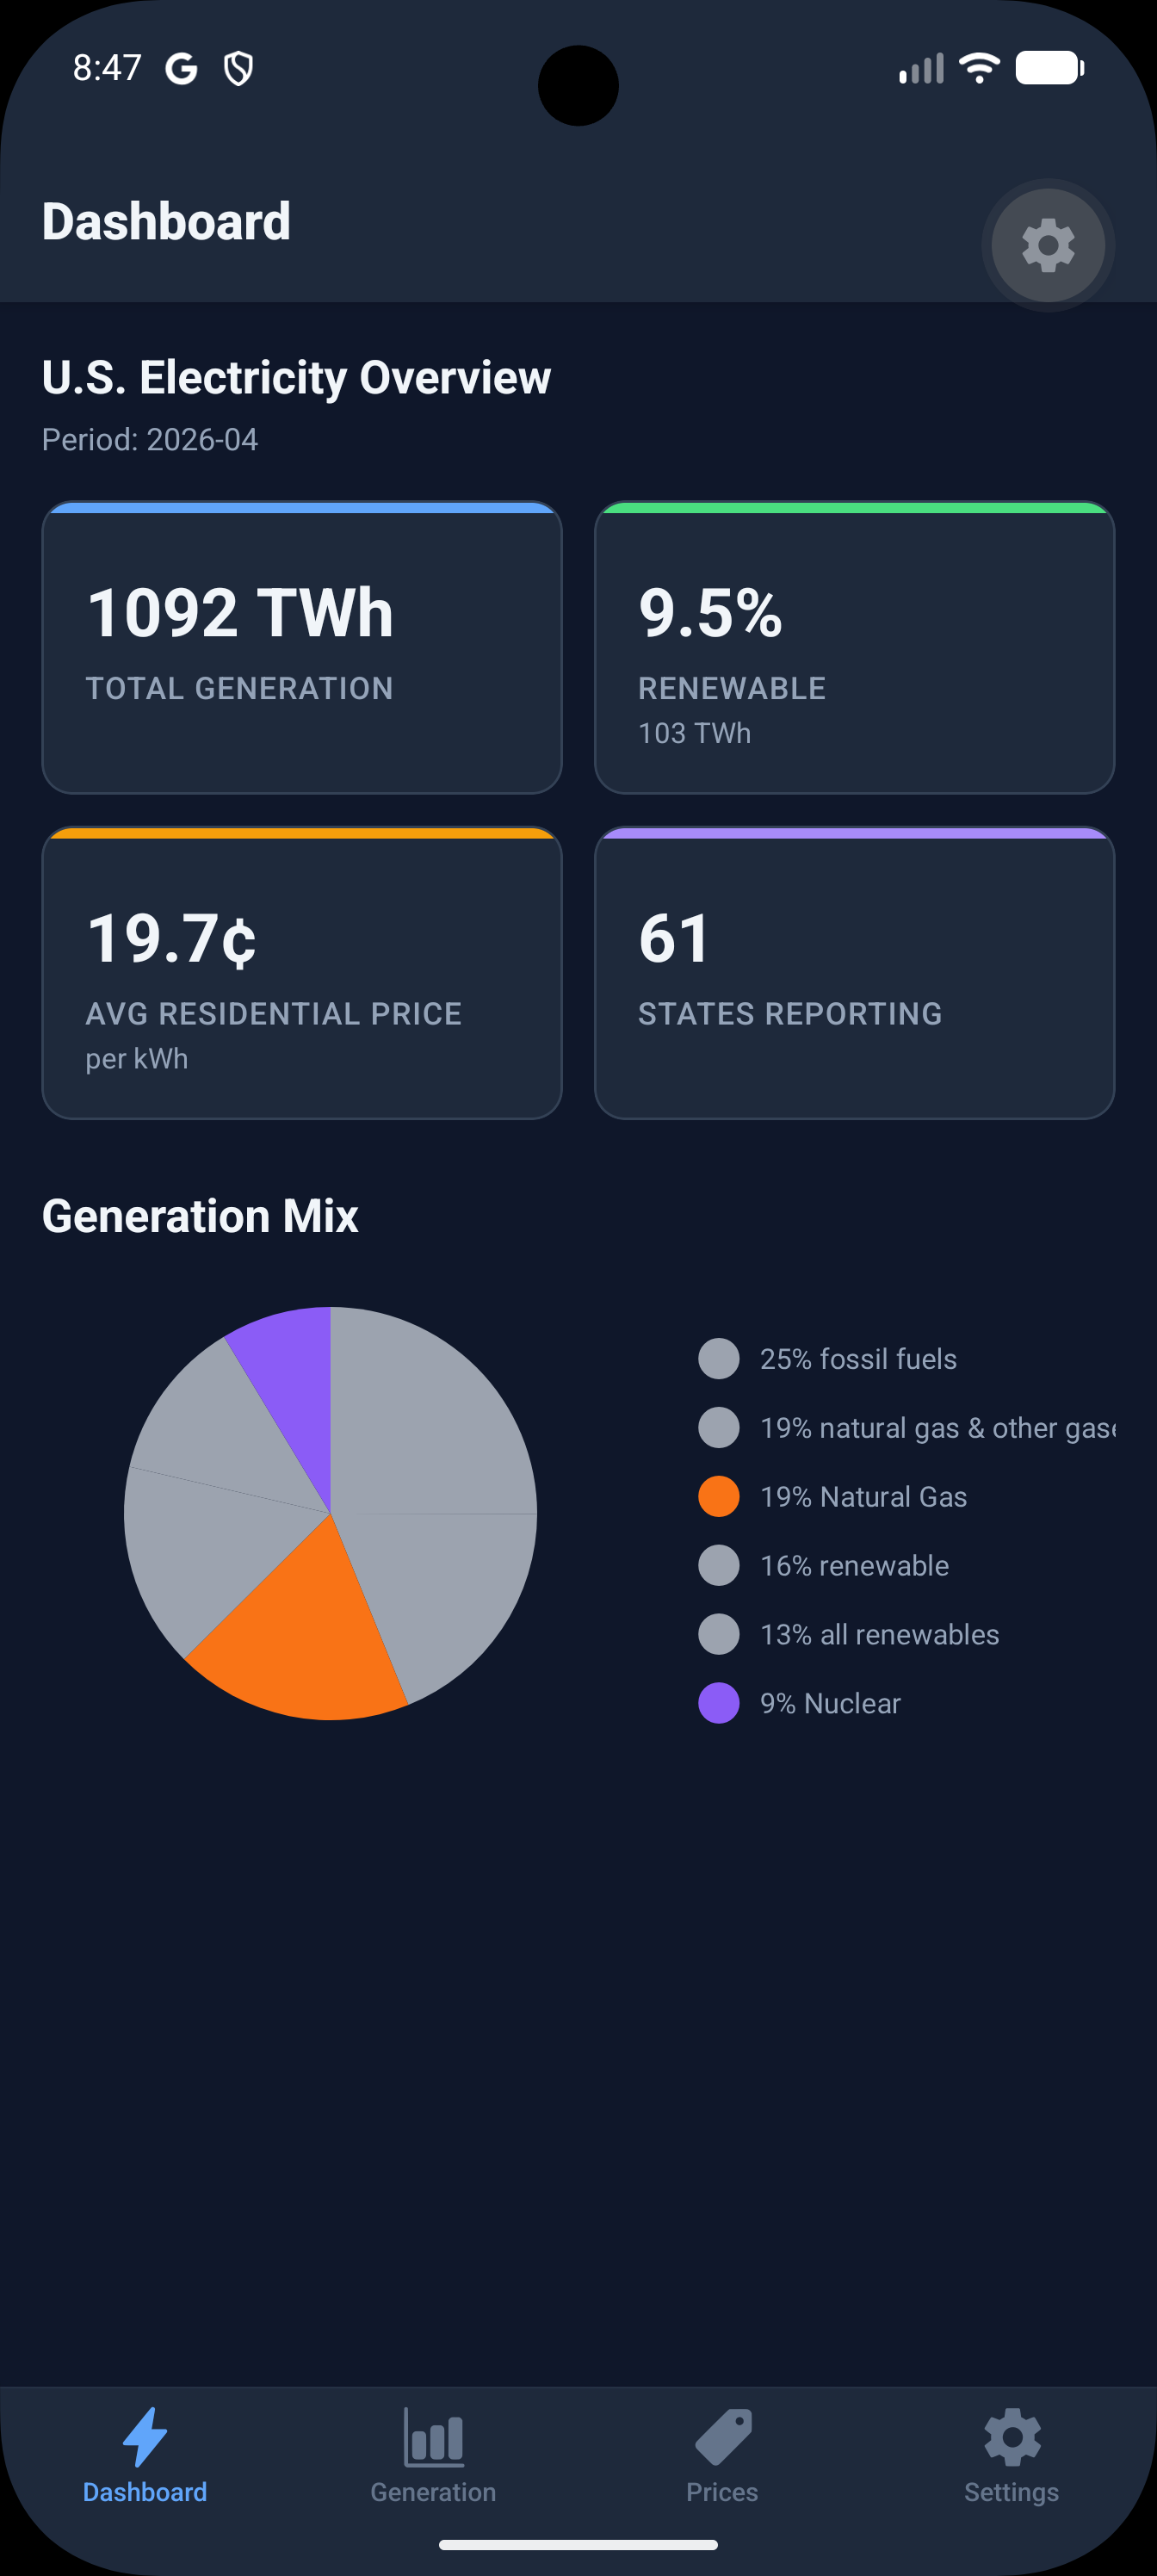 8:47
Dashboard
U.S. Electricity Overview
Period: 2026-04
1092 TWh
TOTAL GENERATION
9.5%
RENEWABLE
103 TWh
19.7¢
AVG RESIDENTIAL PRICE
per kWh
61
STATES REPORTING
Generation Mix
25% fossil fuels
19% natural gas & other gase
19% Natural Gas
16% renewable
13% all renewables
9% Nuclear
Dashboard
Generation
Prices
Settings